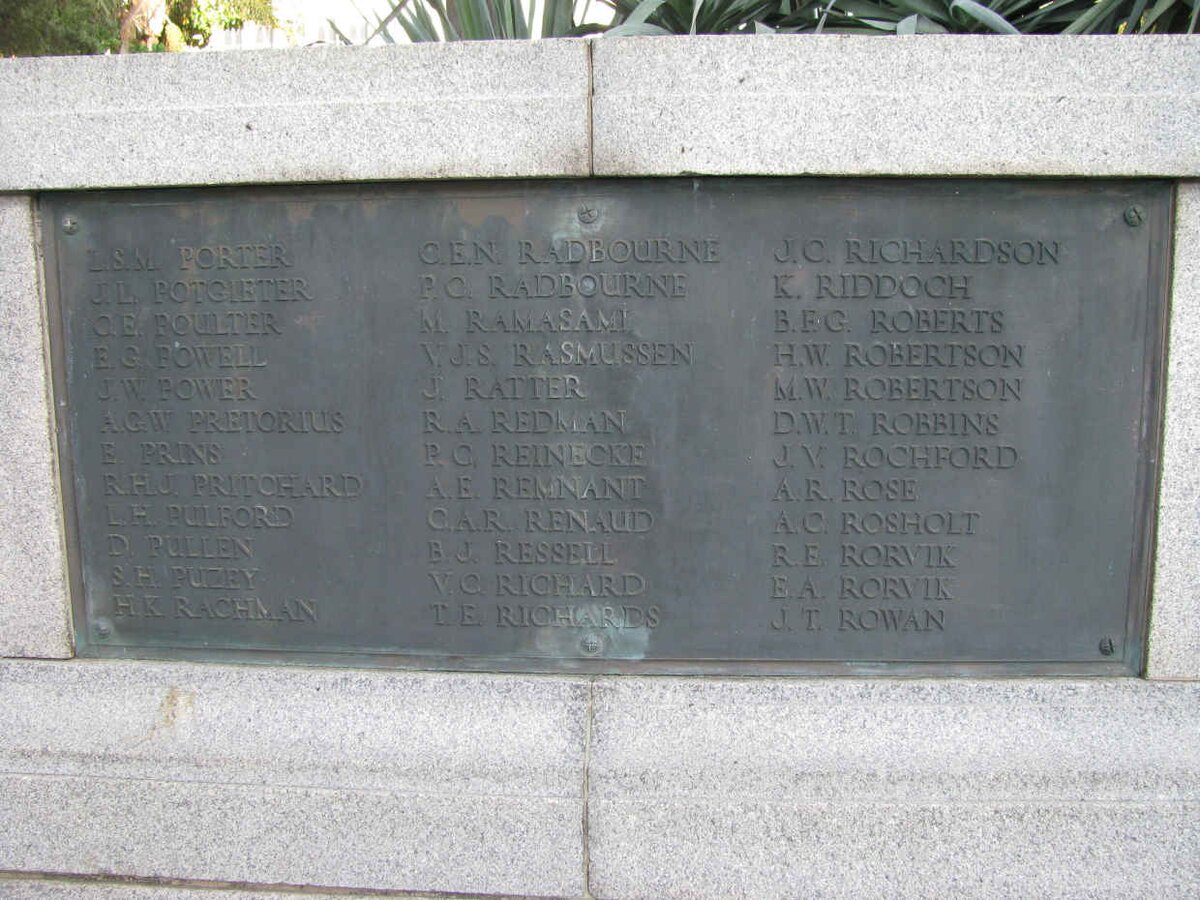 L.S.M. PORTER
J.L. POTGIETER
C.E. POULTER
E.G. POWELL
J.W. POWER
A.G.W. PRETORIUS
E. PRINS
R.H.J. PRITCHARD
L.H. PULFORD
D. PULLEN
S.H. PUZEY
H.K. RACHMAN
C.E.N. RADBOURNE
P.O. RADBOURNE
M. RAMASAMI
V.J.S. RASMUSSEN
J. RATTER
R.A. REDMAN
P.C. REINECKE
A.E. REMNANT
C.A.R. RENAUD
B.J. RESSELL
V.C. RICHARD
T.E. RICHARDS
J.C. RICHARDSON
K. RIDDOCH
B.F.G. ROBERTS
H.W. ROBERTSON
M.W. ROBERTSON
D.W.T. ROBBINS
J.V. ROCHFORD
A.R. ROSE
A.C. ROSHOLT
R.E. RORVIK
E.A. RORVIK
J.T. ROWAN